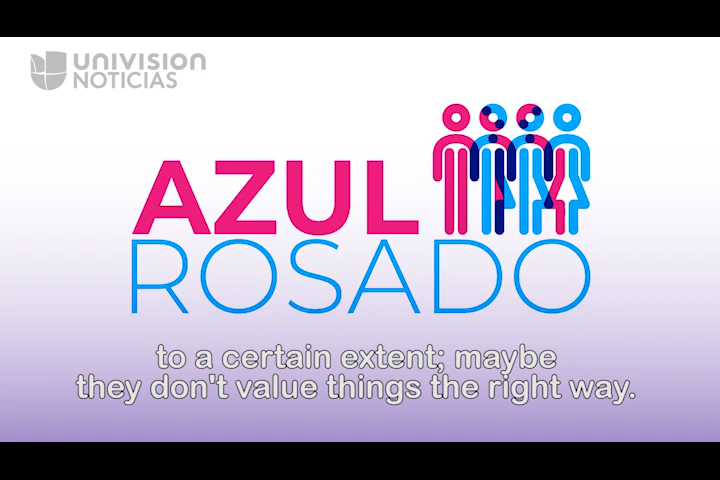 UNIVISION
NOTICIAS
AZUL
ROSADO
to a certain extent; maybe
they don't value things the right way.